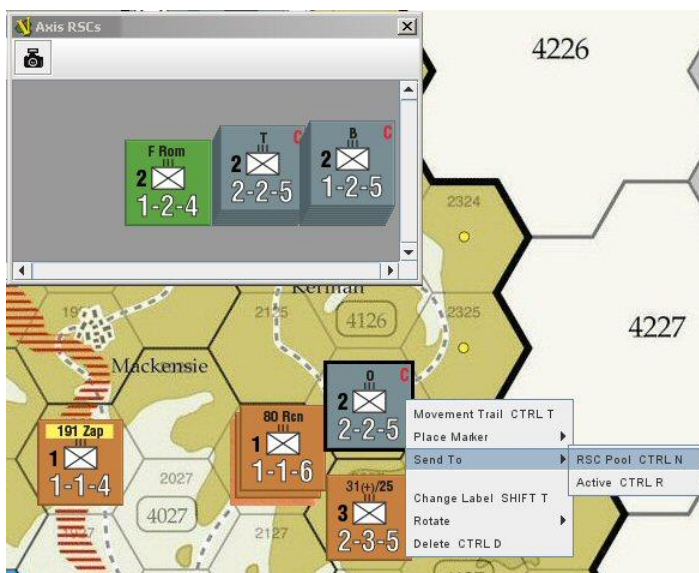 Axis RSCs
F Rom
2
1-2-4
T C
2
2-2-5
B C
2
1-2-5
4226
2324
Kerman
2125
4126
2325
4227
Mackensie
O C
2
2-2-5
Movement Trail CTRL T
Place Marker
Send To
RSC Pool CTRL N
Active CTRL R
Change Label SHIFT T
Rotate
Delete CTRL D
191 Zap
1
1-1-4
80 Rcn
1
1-1-6
31(+)/25
3
2-3-5
2027
4027
2127